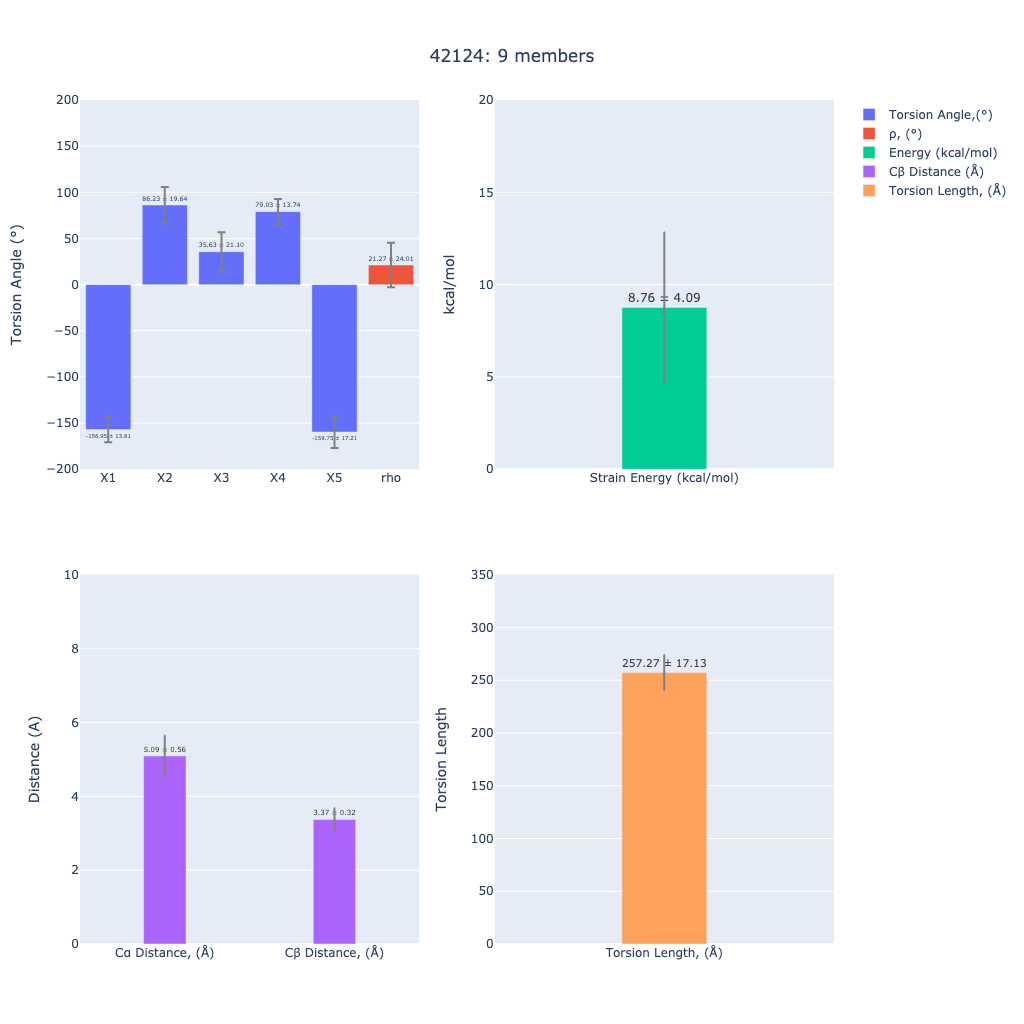 42124: 9 members
Torsion Angle (°)
200
150
100
50
0
−50
−100
−150
−200
-156.95 ± 13.81
86.23 ± 19.64
35.63 ± 21.10
79.03 ± 13.74
-159.75 ± 17.21
21.27 ± 24.01
X1 X2 X3 X4 X5 rho
kcal/mol
20
15
10
5
0
8.76 ± 4.09
Strain Energy (kcal/mol)
Torsion Angle,(°)
ρ, (°)
Energy (kcal/mol)
Cβ Distance (Å)
Torsion Length, (Å)
Distance (A)
10
8
6
4
2
0
5.09 ± 0.56
3.37 ± 0.32
Cα Distance, (Å) Cβ Distance, (Å)
Torsion Length
350
300
250
200
150
100
50
0
257.27 ± 17.13
Torsion Length, (Å)